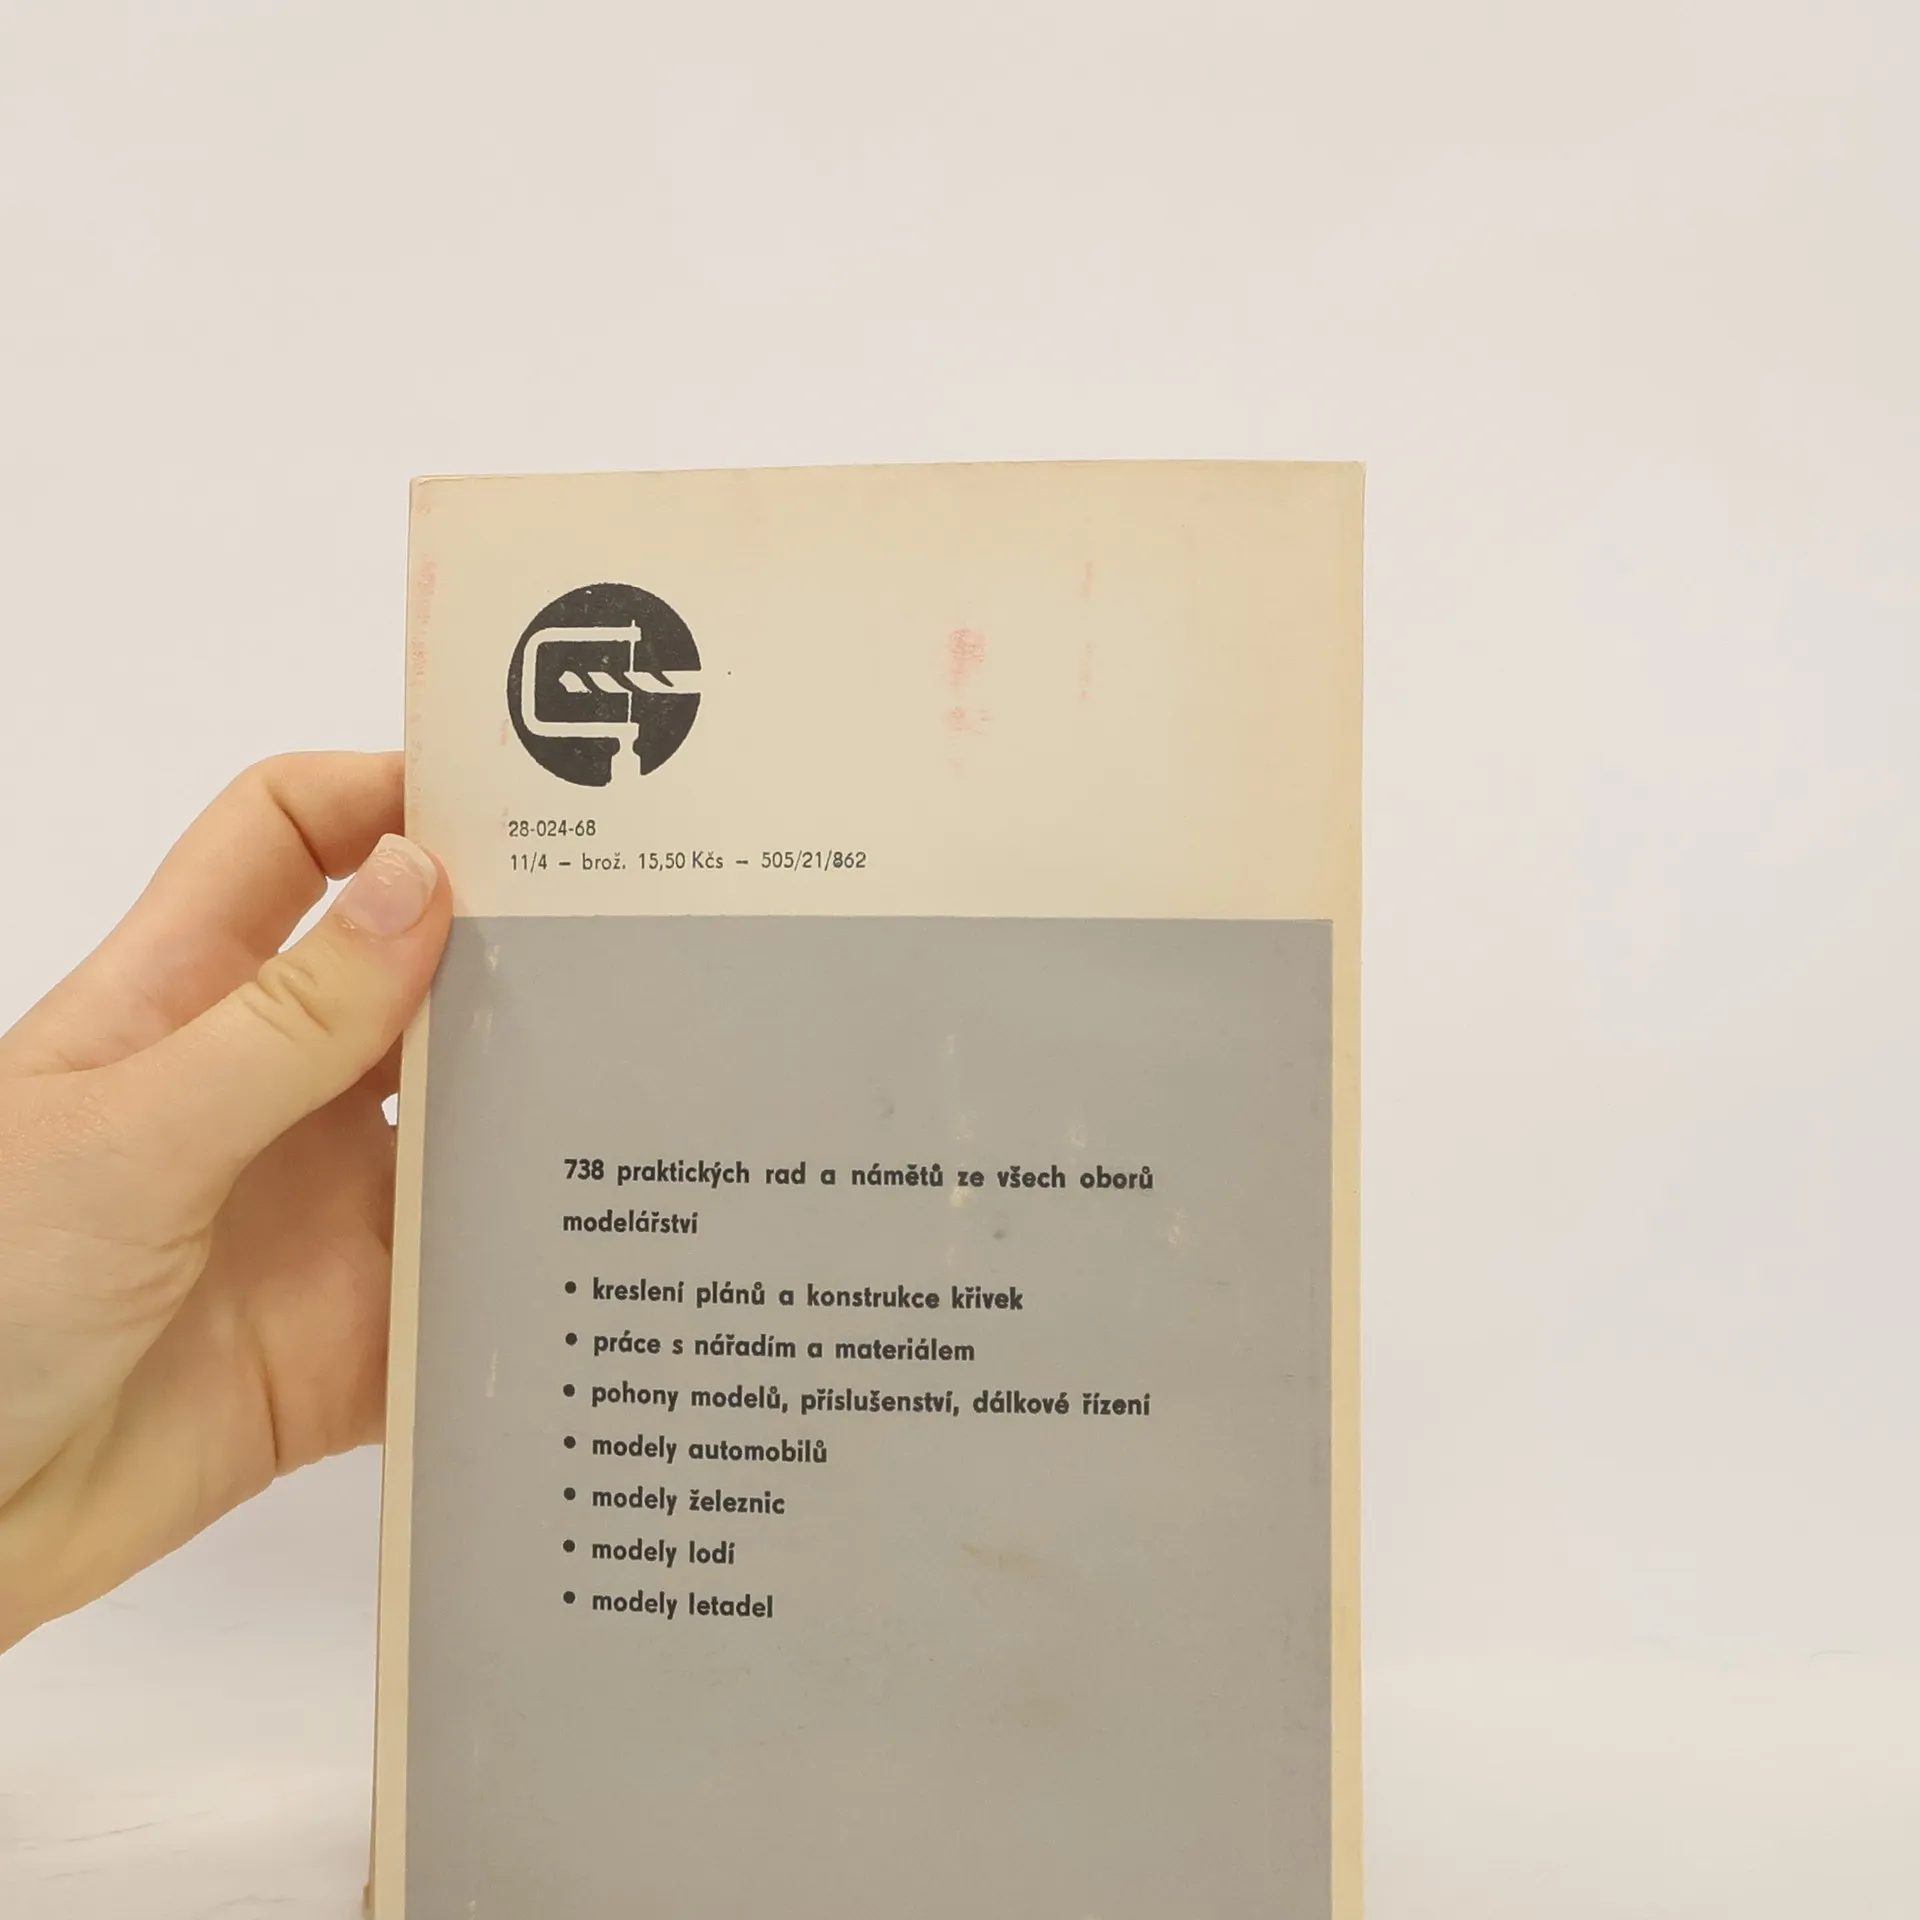 28-024-68
11/4 – brož. 15,50 Kčs – 505/21/862
738 praktických rad a námětů ze všech oborů
modelářství
• kreslení plánů a konstrukce křivek
• práce s nářadím a materiálem
• pohony modelů, příslušenství, dálkové řízení
• modely automobilů
• modely železnic
• modely lodí
• modely letadel